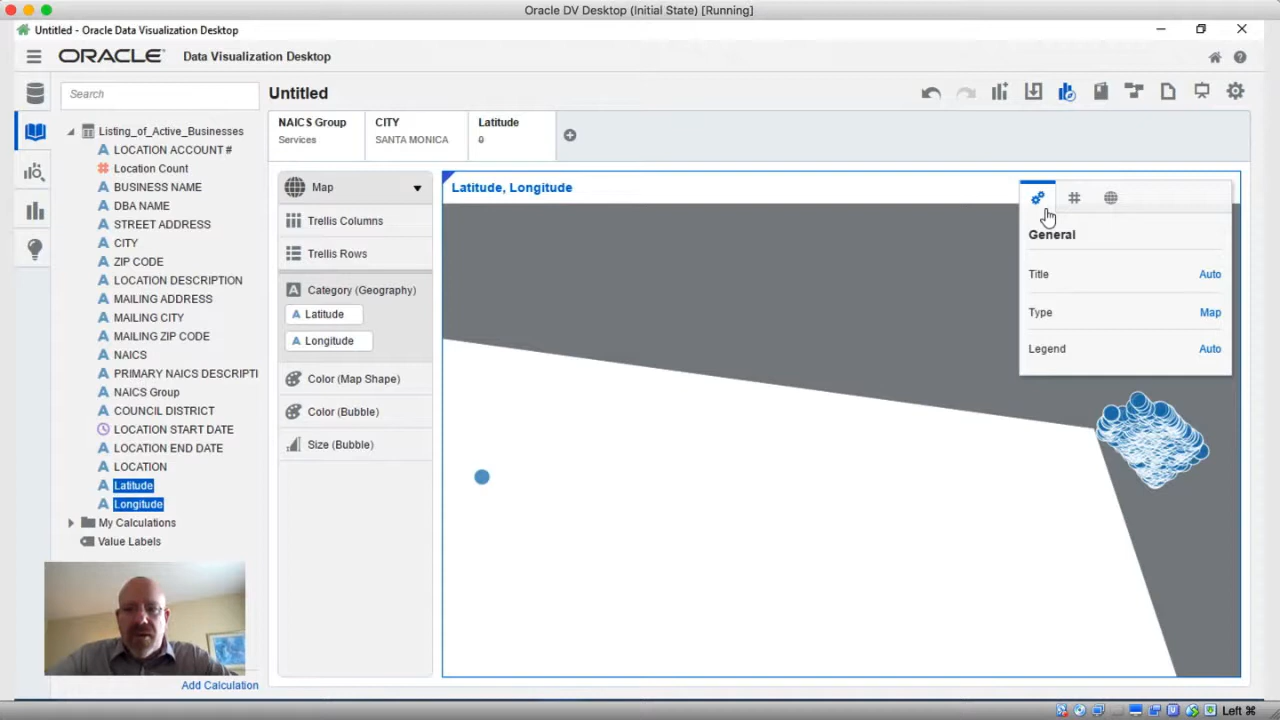 Oracle DV Desktop (Initial State) [Running]
Untitled - Oracle Data Visualization Desktop
ORACLE Data Visualization Desktop
Search
Untitled
NAICS Group
Services
CITY
SANTA MONICA
Latitude
0
Listing_of_Active_Businesses
LOCATION ACCOUNT #
Location Count
BUSINESS NAME
DBA NAME
STREET ADDRESS
CITY
ZIP CODE
LOCATION DESCRIPTION
MAILING ADDRESS
MAILING CITY
MAILING ZIP CODE
NAICS
PRIMARY NAICS DESCRIPTI
NAICS Group
COUNCIL DISTRICT
LOCATION START DATE
LOCATION END DATE
LOCATION
Latitude
Longitude
My Calculations
Value Labels
Add Calculation
Map
Trellis Columns
Trellis Rows
Category (Geography)
Latitude
Longitude
Color (Map Shape)
Color (Bubble)
Size (Bubble)
Latitude, Longitude
General
Title Auto
Type Map
Legend Auto
Left ⌘